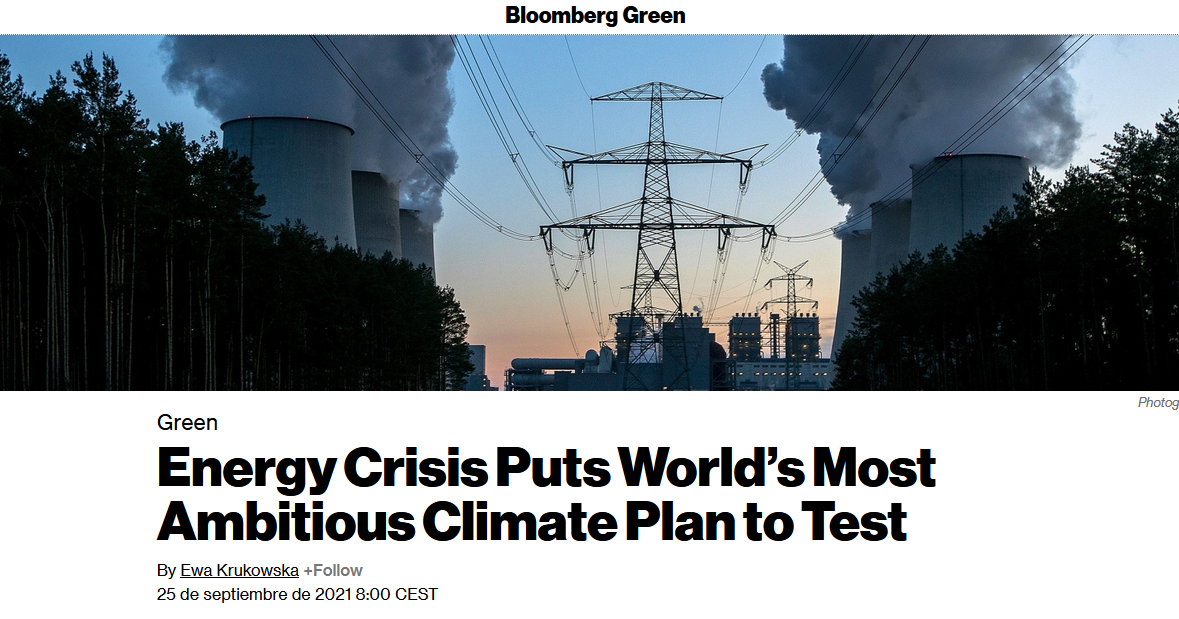 Bloomberg Green
Photog
Green
Energy Crisis Puts World’s Most
Ambitious Climate Plan to Test
By Ewa Krukowska +Follow
25 de septiembre de 2021 8:00 CEST